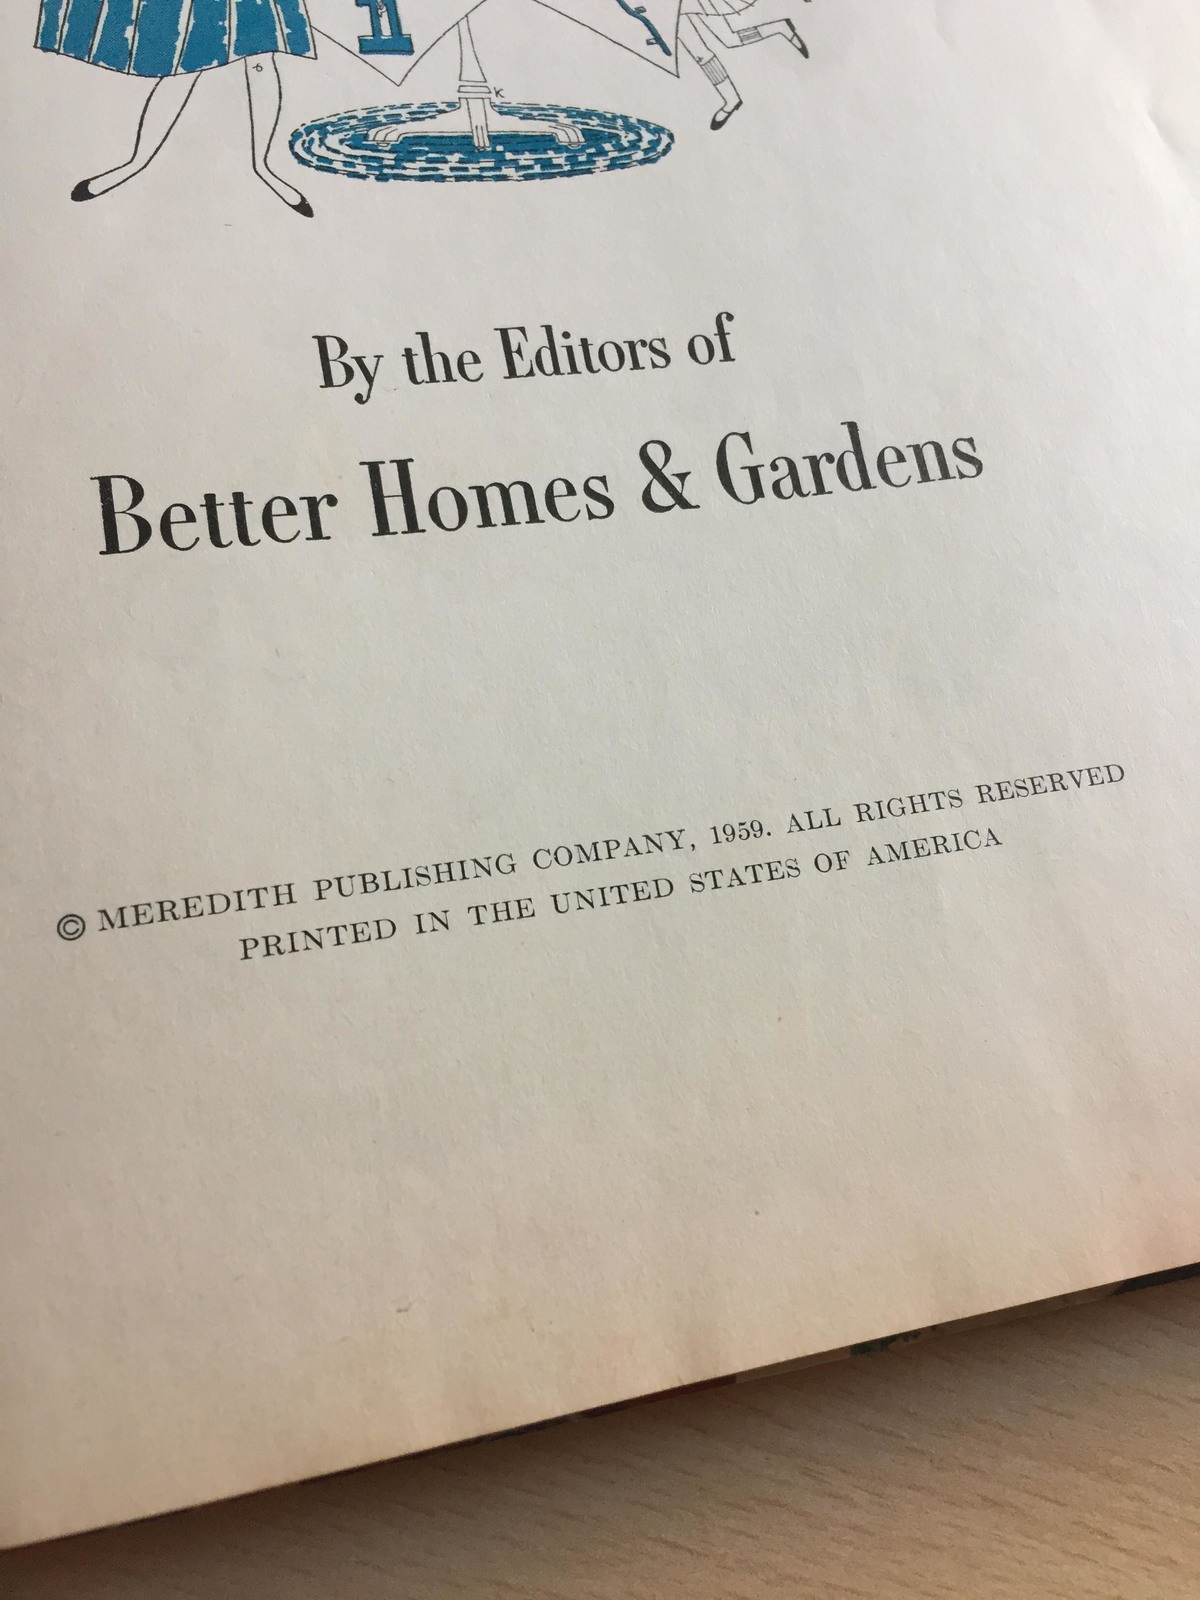 K
By the Editors of
Better Homes & Gardens
© MEREDITH PUBLISHING COMPANY, 1959. ALL RIGHTS RESERVED
PRINTED IN THE UNITED STATES OF AMERICA